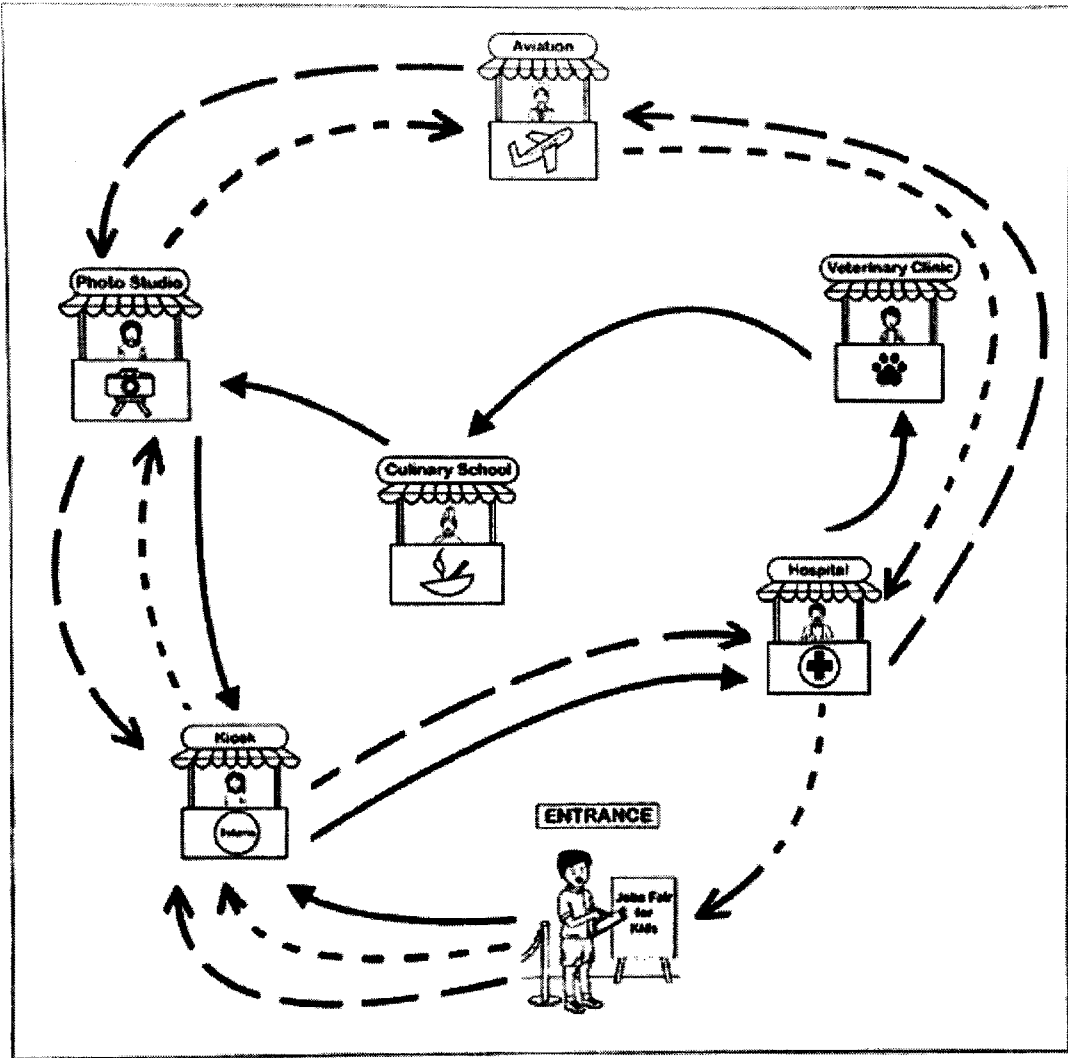 Aviation
Photo Studio
Veterinary Clinic
Culinary School
Hospital
Kiosk
ENTRANCE
Jobs Fair
for
Kids